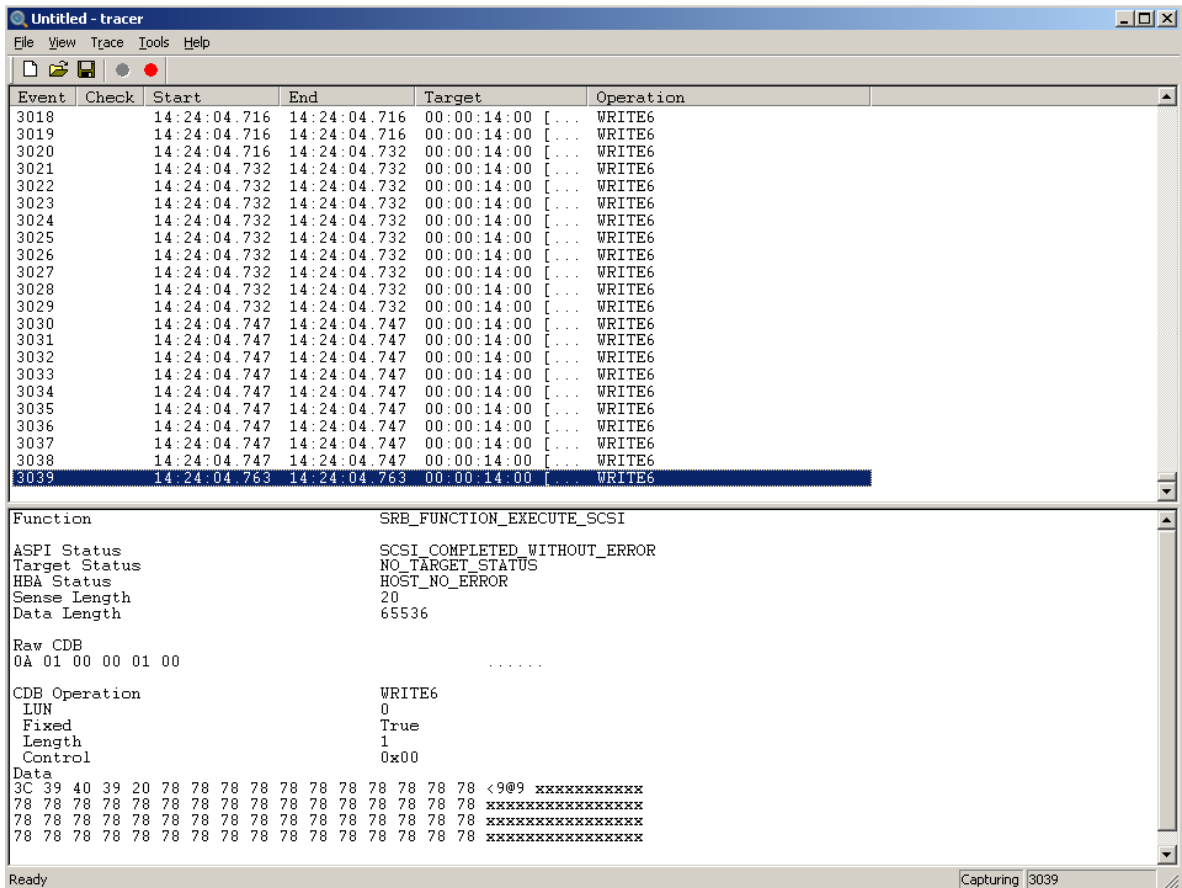 Untitled - tracer
File View Trace Tools Help
Event Check Start End Target Operation
3018 14:24:04.716 14:24:04.716 00:00:14:00 [... WRITE6
3019 14:24:04.716 14:24:04.716 00:00:14:00 [... WRITE6
3020 14:24:04.716 14:24:04.732 00:00:14:00 [... WRITE6
3021 14:24:04.732 14:24:04.732 00:00:14:00 [... WRITE6
3022 14:24:04.732 14:24:04.732 00:00:14:00 [... WRITE6
3023 14:24:04.732 14:24:04.732 00:00:14:00 [... WRITE6
3024 14:24:04.732 14:24:04.732 00:00:14:00 [... WRITE6
3025 14:24:04.732 14:24:04.732 00:00:14:00 [... WRITE6
3026 14:24:04.732 14:24:04.732 00:00:14:00 [... WRITE6
3027 14:24:04.732 14:24:04.732 00:00:14:00 [... WRITE6
3028 14:24:04.732 14:24:04.732 00:00:14:00 [... WRITE6
3029 14:24:04.732 14:24:04.732 00:00:14:00 [... WRITE6
3030 14:24:04.747 14:24:04.747 00:00:14:00 [... WRITE6
3031 14:24:04.747 14:24:04.747 00:00:14:00 [... WRITE6
3032 14:24:04.747 14:24:04.747 00:00:14:00 [... WRITE6
3033 14:24:04.747 14:24:04.747 00:00:14:00 [... WRITE6
3034 14:24:04.747 14:24:04.747 00:00:14:00 [... WRITE6
3035 14:24:04.747 14:24:04.747 00:00:14:00 [... WRITE6
3036 14:24:04.747 14:24:04.747 00:00:14:00 [... WRITE6
3037 14:24:04.747 14:24:04.747 00:00:14:00 [... WRITE6
3038 14:24:04.747 14:24:04.747 00:00:14:00 [... WRITE6
3039 14:24:04.763 14:24:04.763 00:00:14:00 [... WRITE6
Function SRB_FUNCTION_EXECUTE_SCSI
ASPI Status SCSI_COMPLETED_WITHOUT_ERROR
Target Status NO_TARGET_STATUS
HBA Status HOST_NO_ERROR
Sense Length 20
Data Length 65536
Raw CDB
0A 01 00 00 01 00 ......
CDB Operation WRITE6
LUN 0
Fixed True
Length 1
Control 0x00
Data
3C 39 40 39 20 78 78 78 78 78 78 78 78 78 78 78 <9@9 xxxxxxxxxxx
78 78 78 78 78 78 78 78 78 78 78 78 78 78 78 78 xxxxxxxxxxxxxxxx
78 78 78 78 78 78 78 78 78 78 78 78 78 78 78 78 xxxxxxxxxxxxxxxx
78 78 78 78 78 78 78 78 78 78 78 78 78 78 78 78 xxxxxxxxxxxxxxxx
Ready Capturing 3039